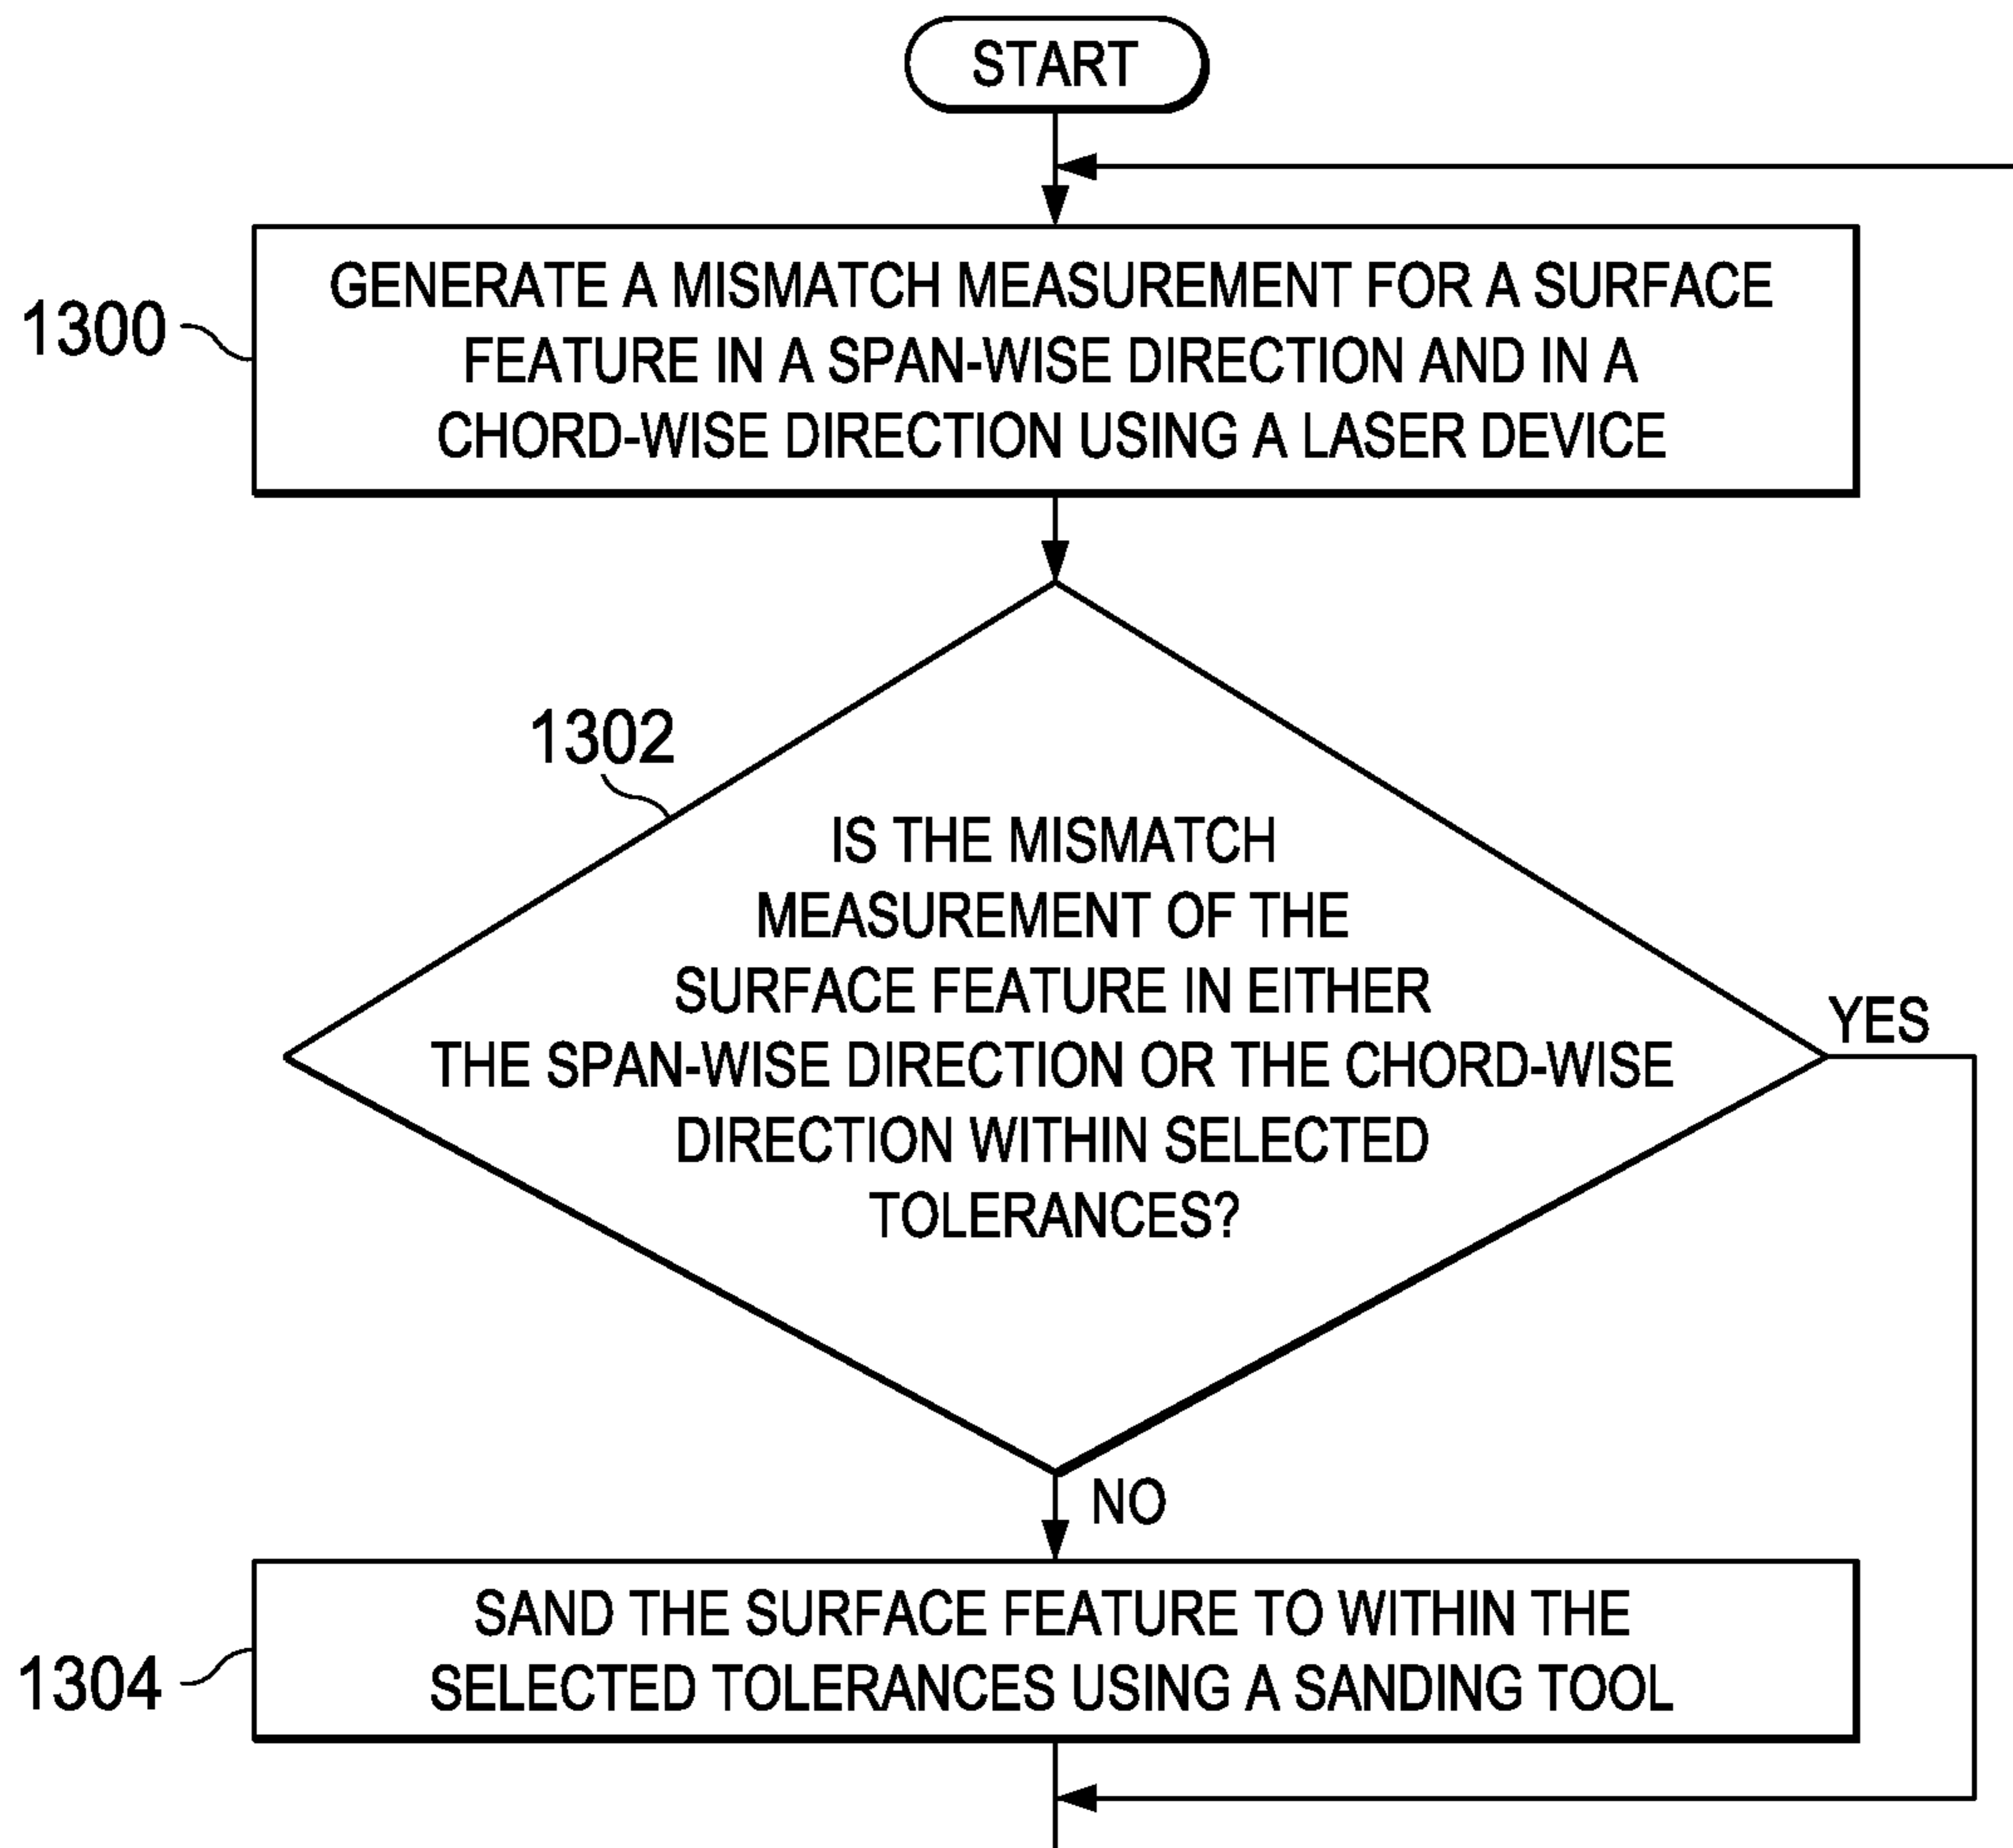 START
GENERATE A MISMATCH MEASUREMENT FOR A SURFACE
FEATURE IN A SPAN-WISE DIRECTION AND IN A
CHORD-WISE DIRECTION USING A LASER DEVICE
1300
1302
IS THE MISMATCH
MEASUREMENT OF THE
SURFACE FEATURE IN EITHER
THE SPAN-WISE DIRECTION OR THE CHORD-WISE
DIRECTION WITHIN SELECTED
TOLERANCES?
YES
NO
SAND THE SURFACE FEATURE TO WITHIN THE
SELECTED TOLERANCES USING A SANDING TOOL
1304